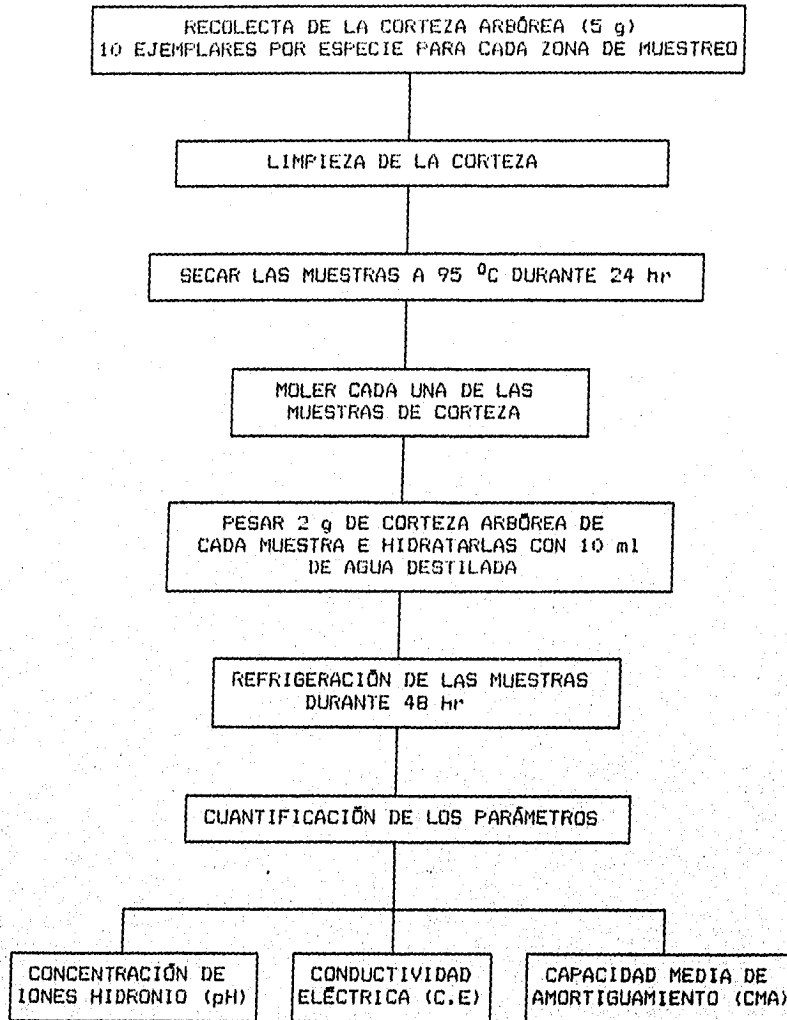 RECOLECTA DE LA CORTEZA ARBÓREA (5 g)
10 EJEMPLARES POR ESPECIE PARA CADA ZONA DE MUESTREO
LIMPIEZA DE LA CORTEZA
SECAR LAS MUESTRAS A 95 ºC DURANTE 24 hr
MOLER CADA UNA DE LAS
MUESTRAS DE CORTEZA
PESAR 2 g DE CORTEZA ARBÓREA DE
CADA MUESTRA E HIDRATARLAS CON 10 ml
DE AGUA DESTILADA
REFRIGERACIÓN DE LAS MUESTRAS
DURANTE 48 hr
CUANTIFICACIÓN DE LOS PARÁMETROS
CONCENTRACIÓN DE
IONES HIDRONIO (pH)
CONDUCTIVIDAD
ELÉCTRICA (C.E)
CAPACIDAD MEDIA DE
AMORTIGUAMIENTO (CMA)